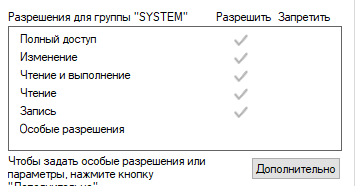 Разрешения для группы "SYSTEM" Разрешить Запретить
Полный доступ
Изменение
Чтение и выполнение
Чтение
Запись
Особые разрешения
Чтобы задать особые разрешения или
параметры, нажмите кнопку
"Дополнительно".
Дополнительно